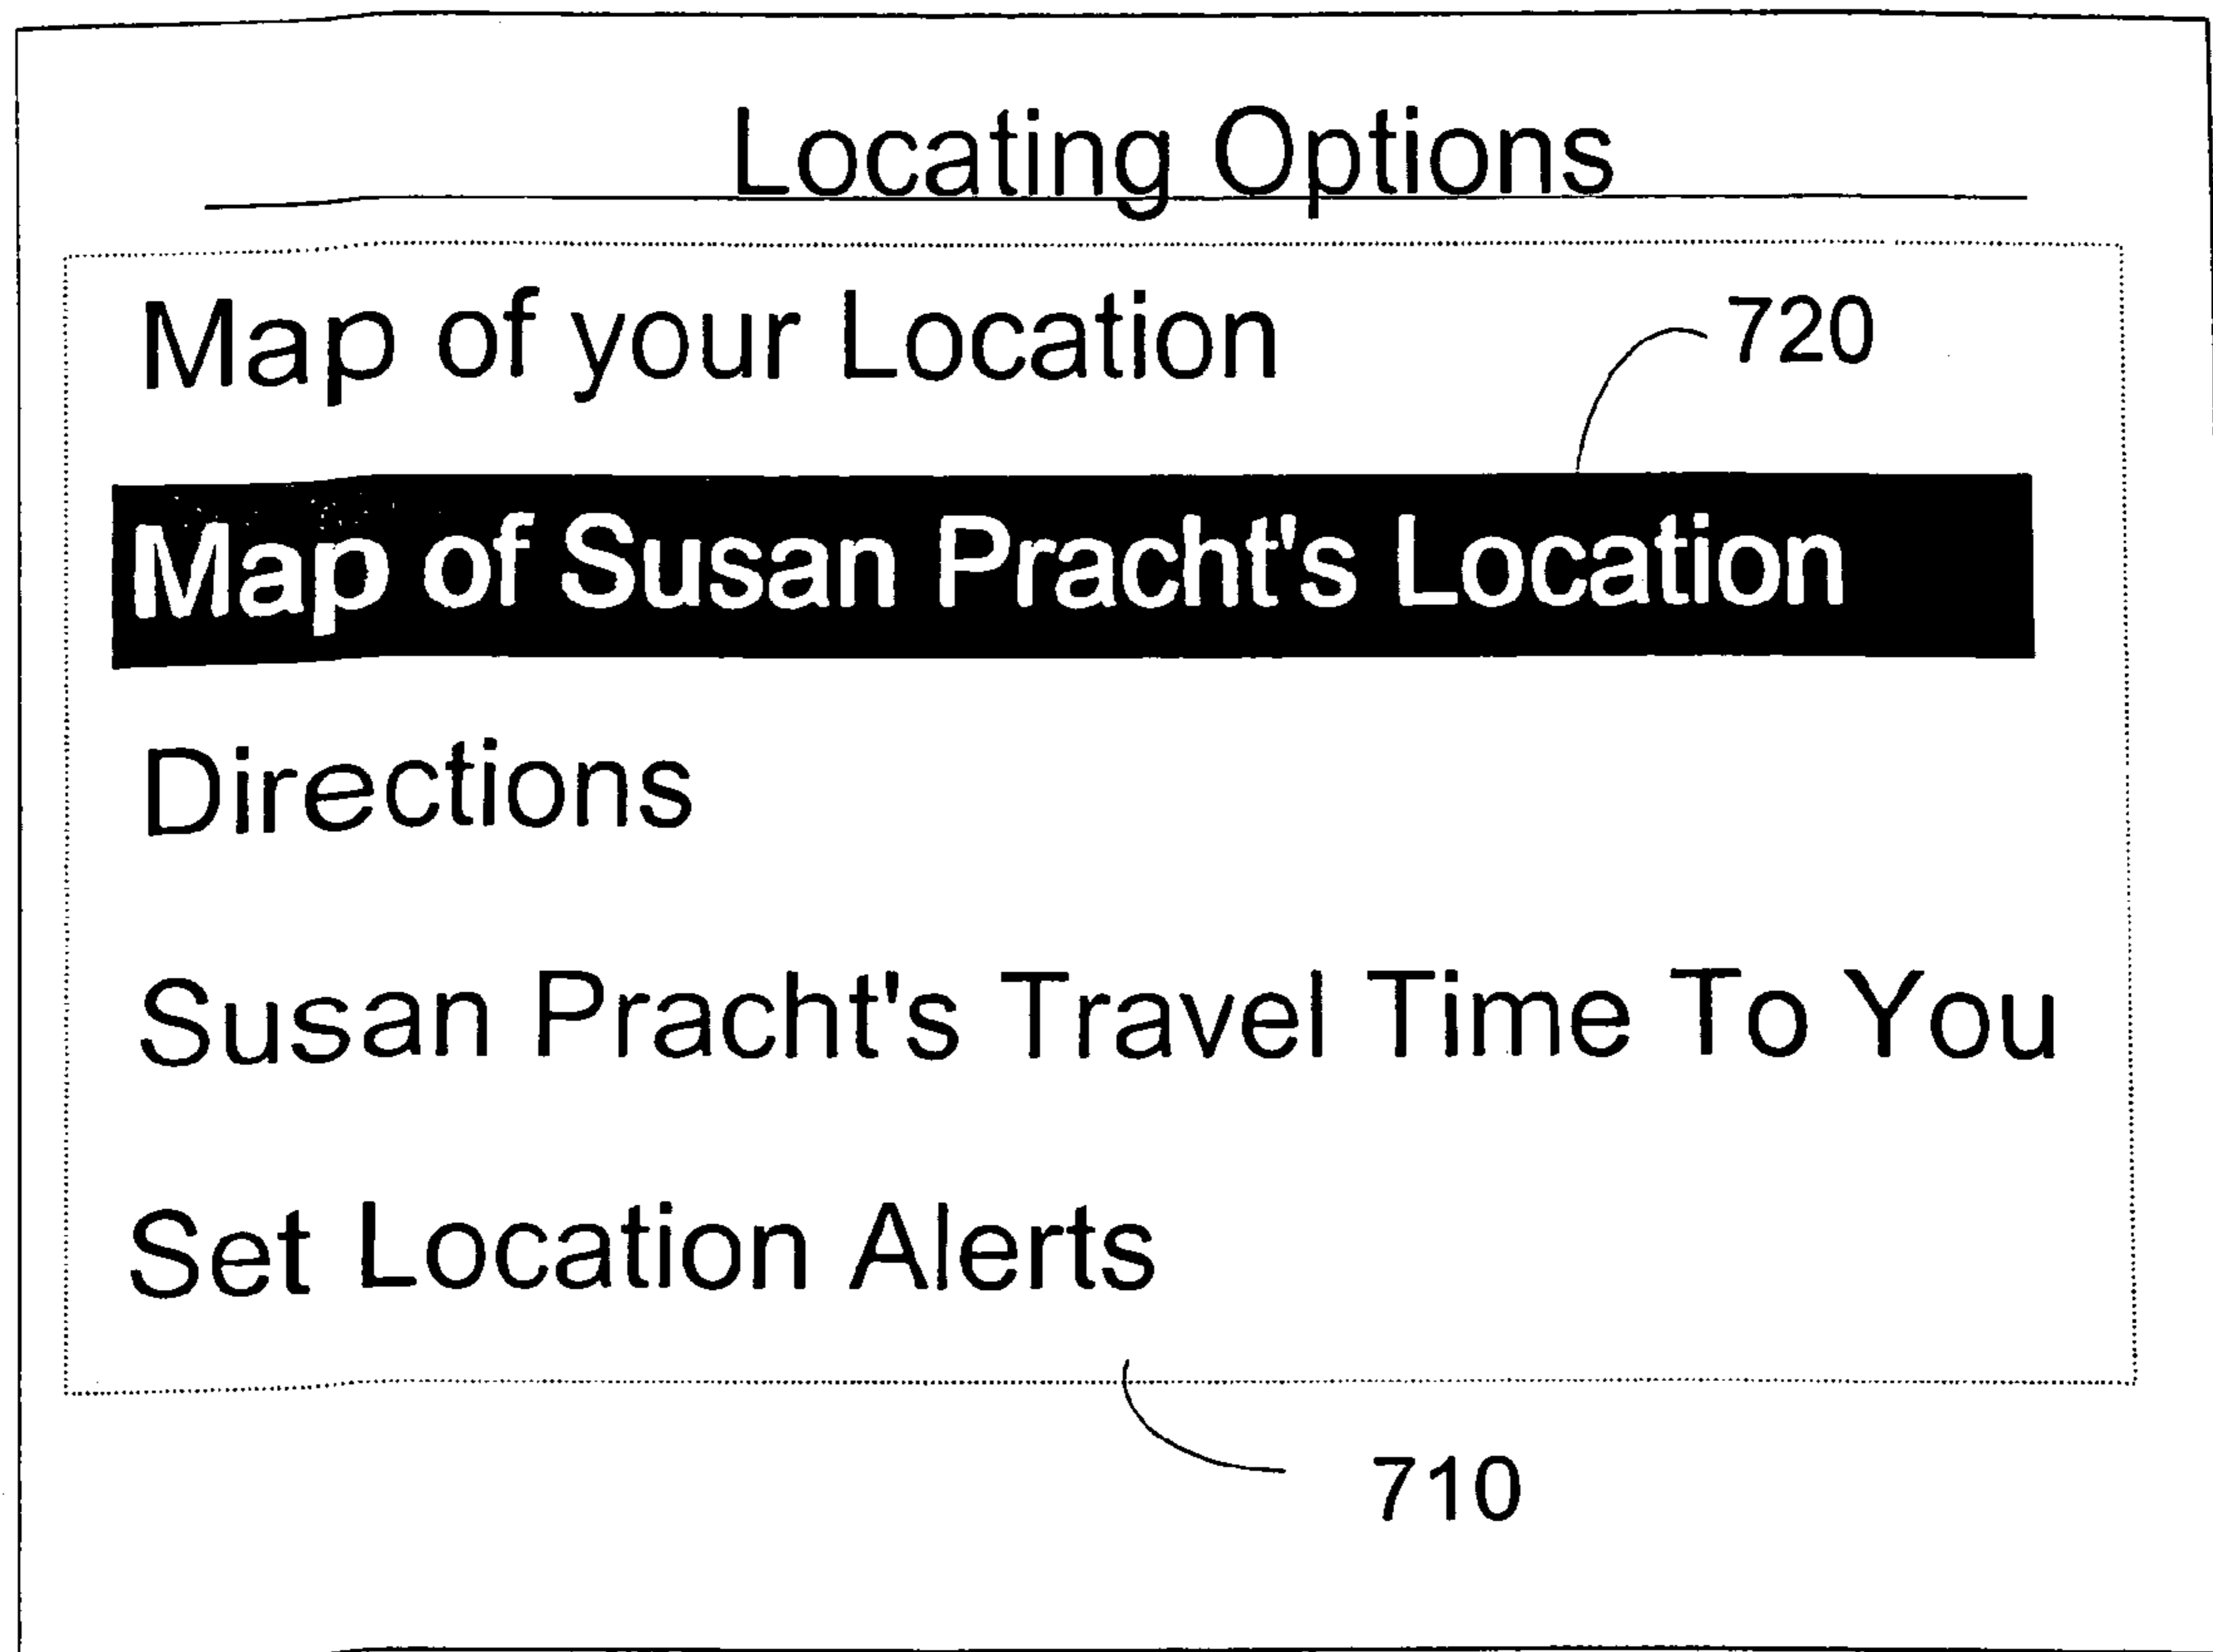 Locating Options
Map of your Location
720
Map of Susan Pracht's Location
Directions
Susan Pracht's Travel Time To You
Set Location Alerts
710